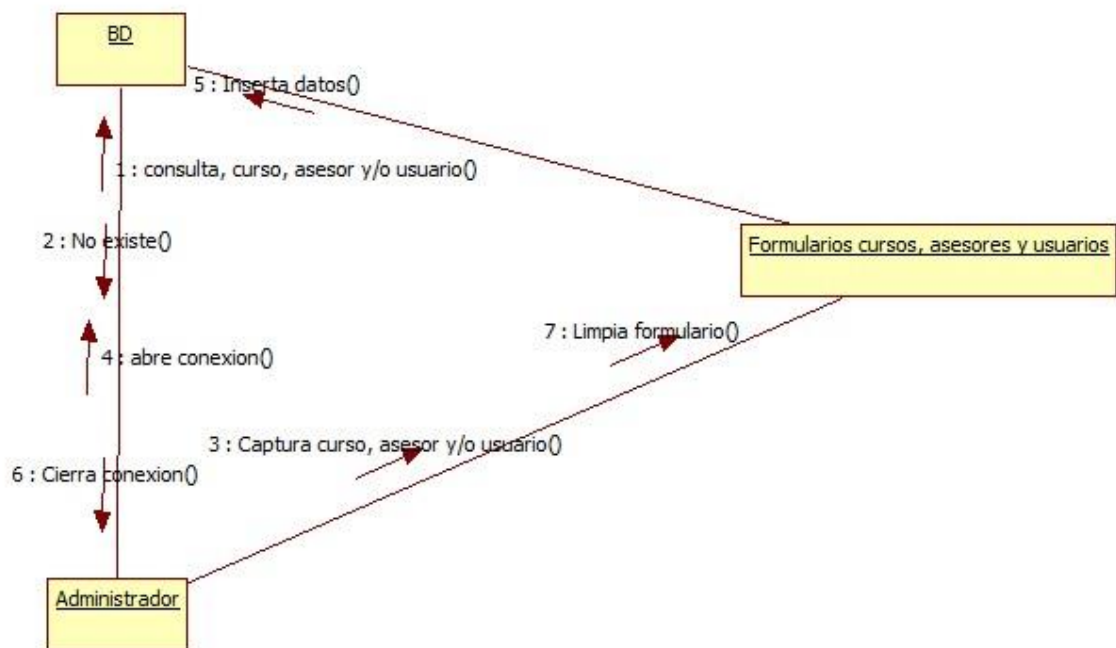 BD
5 : Inserta datos()
1 : consulta, curso, asesor y/o usuario()
2 : No existe()
Formularios cursos, asesores y usuarios
7 : Limpia formulario()
4 : abre conexion()
3 : Captura curso, asesor y/o usuario()
6 : Cierra conexion()
Administrador